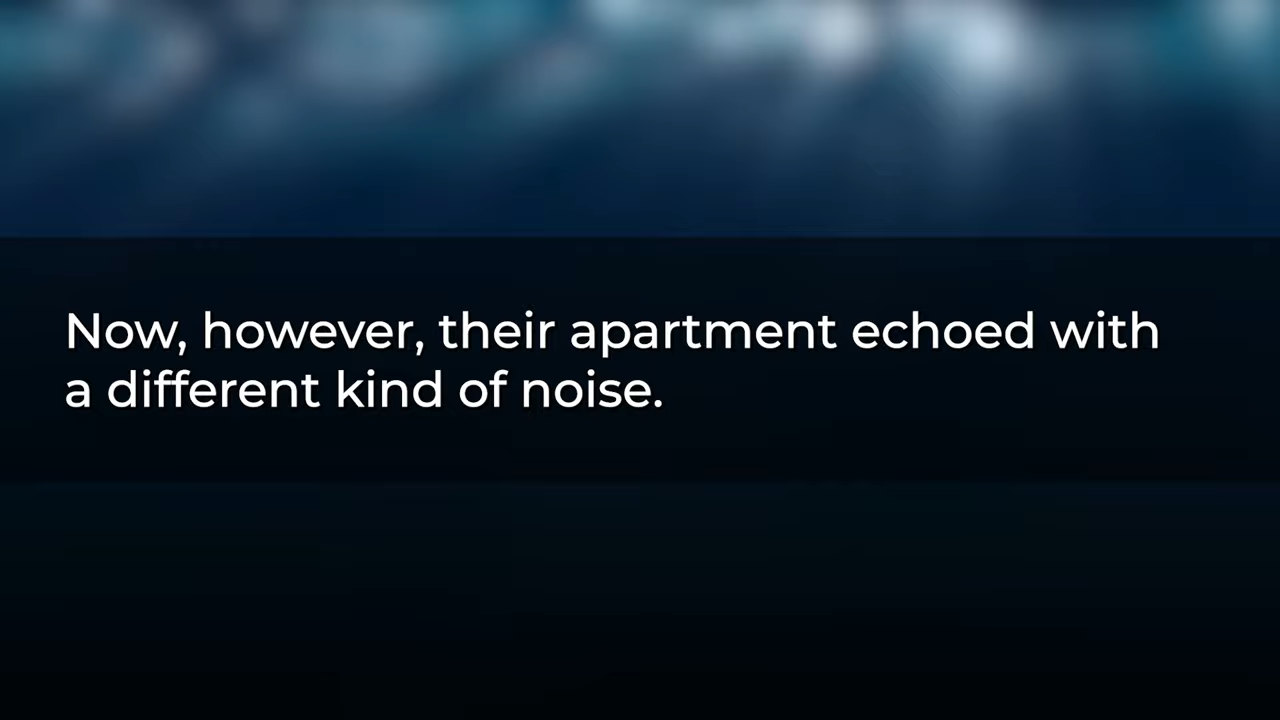 Now, however, their apartment echoed with
a different kind of noise.